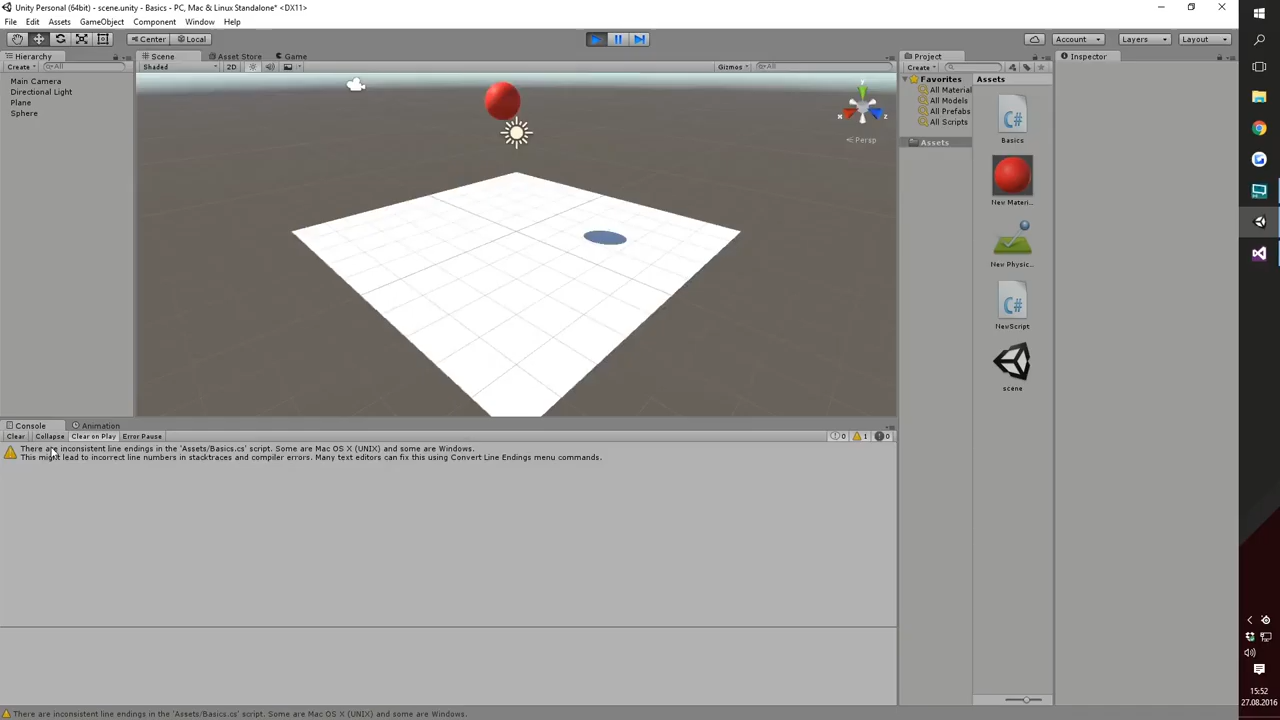 Unity Personal (64bit) - scene.unity - Basics - PC, Mac & Linux Standalone* <DX11>
File Edit Assets GameObject Component Window Help
Center Local Account Layers Layout
Hierarchy Scene Asset Store Game Project Inspector
Create All Shaded 2D Gizmos All Create
Main Camera
Directional Light
Plane
Sphere
y
x
z
Persp
Favorites
All Material
All Models
All Prefabs
All Scripts
Assets
Assets
Basics
New Materi...
New Physic...
NewScript
scene
Console Animation
Clear Collapse Clear on Play Error Pause 0 1 0
There are inconsistent line endings in the 'Assets/Basics.cs' script. Some are Mac OS X (UNIX) and some are Windows.
This might lead to incorrect line numbers in stacktraces and compiler errors. Many text editors can fix this using Convert Line Endings menu commands.
There are inconsistent line endings in the 'Assets/Basics.cs' script. Some are Mac OS X (UNIX) and some are Windows.
15:52
27.08.2016